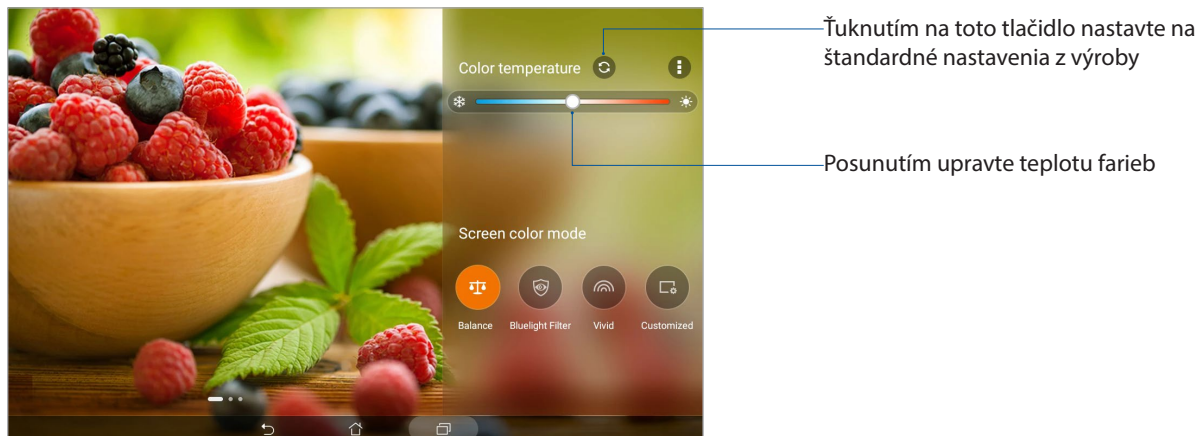 Color temperature
Ťuknutím na toto tlačidlo nastavte na
štandardné nastavenia z výroby
Posunutím upravte teplotu farieb
Screen color mode
Balance Bluelight Filter Vivid Customized